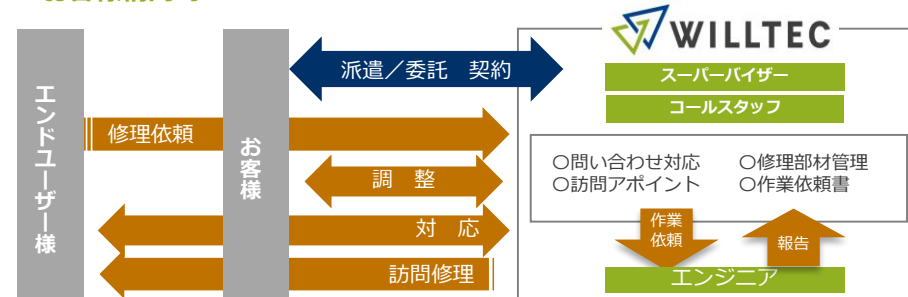 WILLTEC
派遣／委託　契約
スーパーバイザー
コールスタッフ
エンドユーザー様
お客様
修理依頼
調　整
対　応
訪問修理
〇問い合わせ対応　〇修理部材管理
〇訪問アポイント　〇作業依頼書
作業
依頼
報告
エンジニア